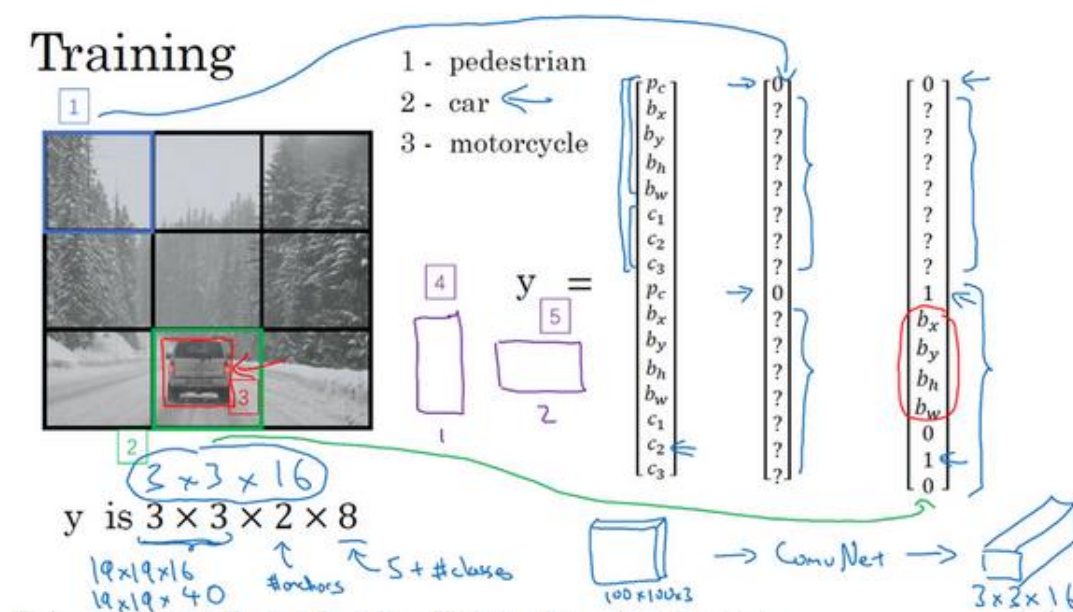 Training
1 - pedestrian
2 - car
3 - motorcycle
1
2
3
4
1
5
2
y =
p_c
b_x
b_y
b_h
b_w
c_1
c_2
c_3
p_c
b_x
b_y
b_h
b_w
c_1
c_2
c_3
0
?
?
?
?
?
?
?
0
?
?
?
?
?
?
?
0
?
?
?
?
?
?
?
1
b_x
b_y
b_h
b_w
0
1
0
3 × 3 × 16
y is 3 × 3 × 2 × 8
19×19×16
19×19×40
#anchors
5 + #classes
100×100×3
→ ConvNet →
3×3×16